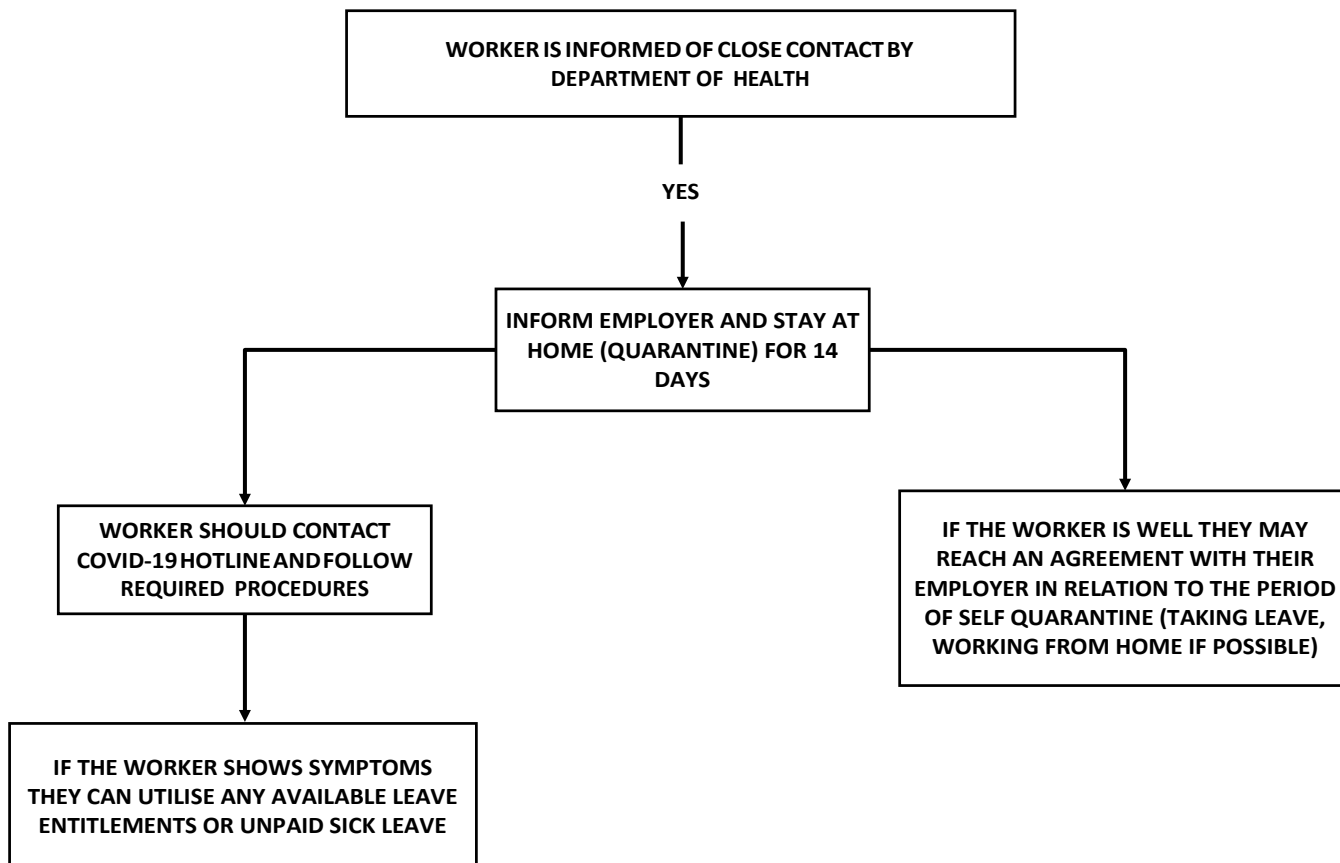 WORKER IS INFORMED OF CLOSE CONTACT BY
DEPARTMENT OF HEALTH
YES
INFORM EMPLOYER AND STAY AT
HOME (QUARANTINE) FOR 14
DAYS
WORKER SHOULD CONTACT
COVID-19 HOTLINE AND FOLLOW
REQUIRED PROCEDURES
IF THE WORKER IS WELL THEY MAY
REACH AN AGREEMENT WITH THEIR
EMPLOYER IN RELATION TO THE PERIOD
OF SELF QUARANTINE (TAKING LEAVE,
WORKING FROM HOME IF POSSIBLE)
IF THE WORKER SHOWS SYMPTOMS
THEY CAN UTILISE ANY AVAILABLE LEAVE
ENTITLEMENTS OR UNPAID SICK LEAVE